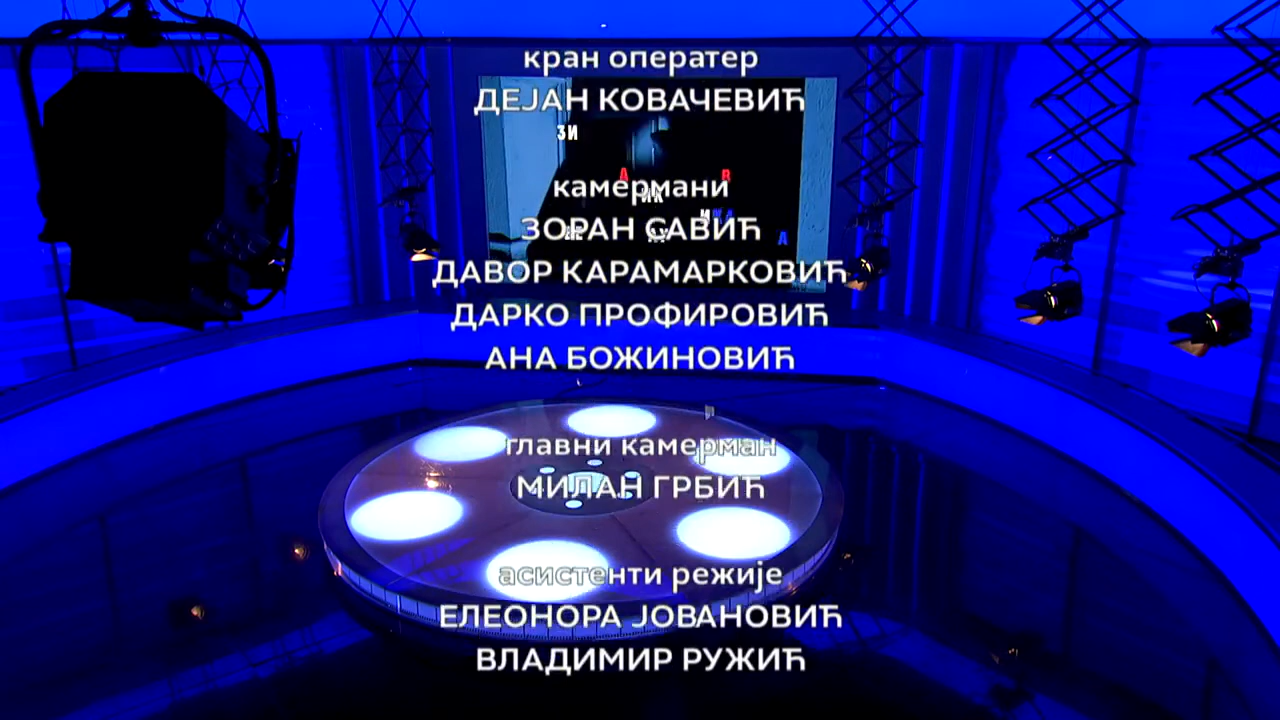 кран оператер
ДЕЈАН КОВАЧЕВИЋ
камермани
ЗОРАН САВИЋ
ДАВОР КАРАМАРКОВИЋ
ДАРКО ПРОФИРОВИЋ
АНА БОЖИНОВИЋ
главни камерман
МИЛАН ГРБИЋ
асистенти режије
ЕЛЕОНОРА ЈОВАНОВИЋ
ВЛАДИМИР РУЖИЋ